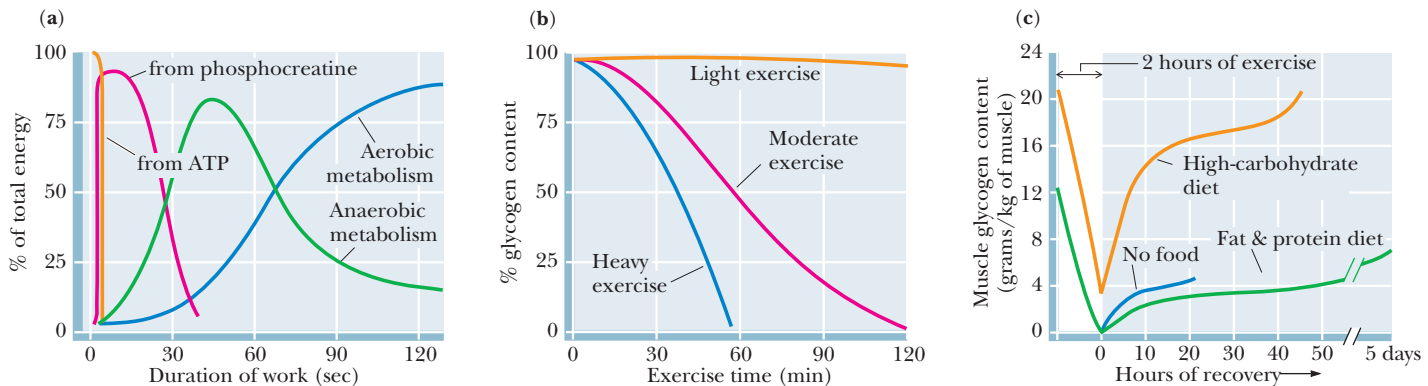 (a)
100
75
50
25
0
% of total energy
from phosphocreatine
from ATP
Aerobic
metabolism
Anaerobic
metabolism
0 30 60 90 120
Duration of work (sec)
(b)
100
75
50
25
0
% glycogen content
Light exercise
Moderate
exercise
Heavy
exercise
0 30 60 90 120
Exercise time (min)
(c)
24
20
16
12
8
4
0
Muscle glycogen content
(grams/kg of muscle)
2 hours of exercise
High-carbohydrate
diet
Fat & protein diet
No food
0 10 20 30 40 50 5 days
Hours of recovery